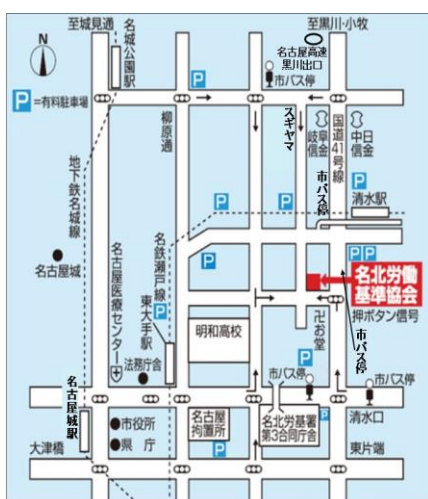 至城見通
至黒川・小牧
N
名城公園駅
名古屋高速
黒川出口
市バス停
P
P
=有料駐車場
柳原通
スギヤマ
岐阜
信金
国道41号線
中日
信金
地下鉄名城線
市バス停
P
清水駅
P
P
名鉄瀬戸線
名古屋城
P
P
P
名北労働
基準協会
名古屋医療センター
東大手駅
P
明和高校
卍お堂
押ボタン信号
市バス停
法務庁舎
P
市バス停
市バス停
名古屋城駅
市役所
県庁
名古屋
拘置所
名北労基署
第3合同庁舎
P
清水口
大津橋
P
東片端